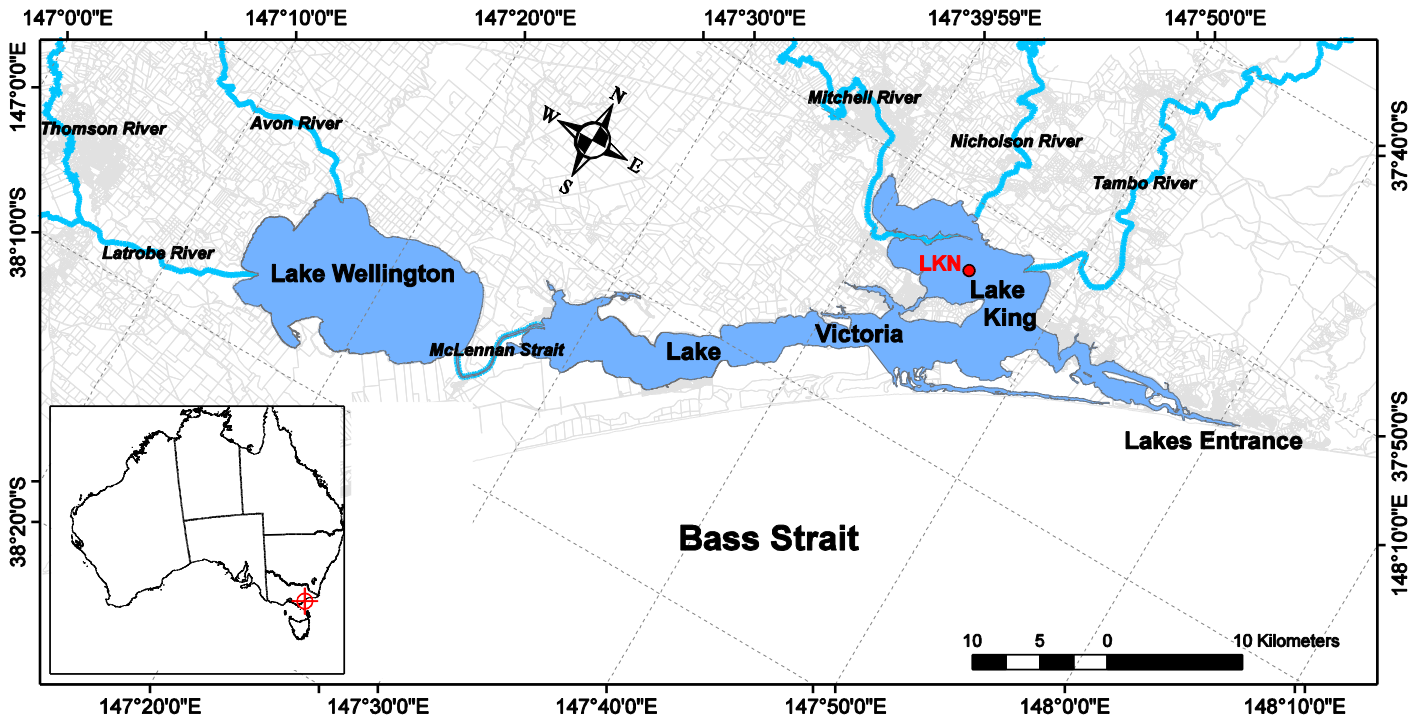 147°0'0"E
147°10'0"E
147°20'0"E
147°30'0"E
147°39'59"E
147°50'0"E
147°0'0"E
38°10'0"S
38°20'0"S
37°40'0"S
37°50'0"S
148°10'0"E
N
W
E
S
Thomson River
Avon River
Latrobe River
Mitchell River
Nicholson River
Tambo River
Lake Wellington
McLennan Strait
Lake
Victoria
LKN
Lake
King
Lakes Entrance
Bass Strait
10 5 0 10 Kilometers
147°20'0"E
147°30'0"E
147°40'0"E
147°50'0"E
148°0'0"E
148°10'0"E